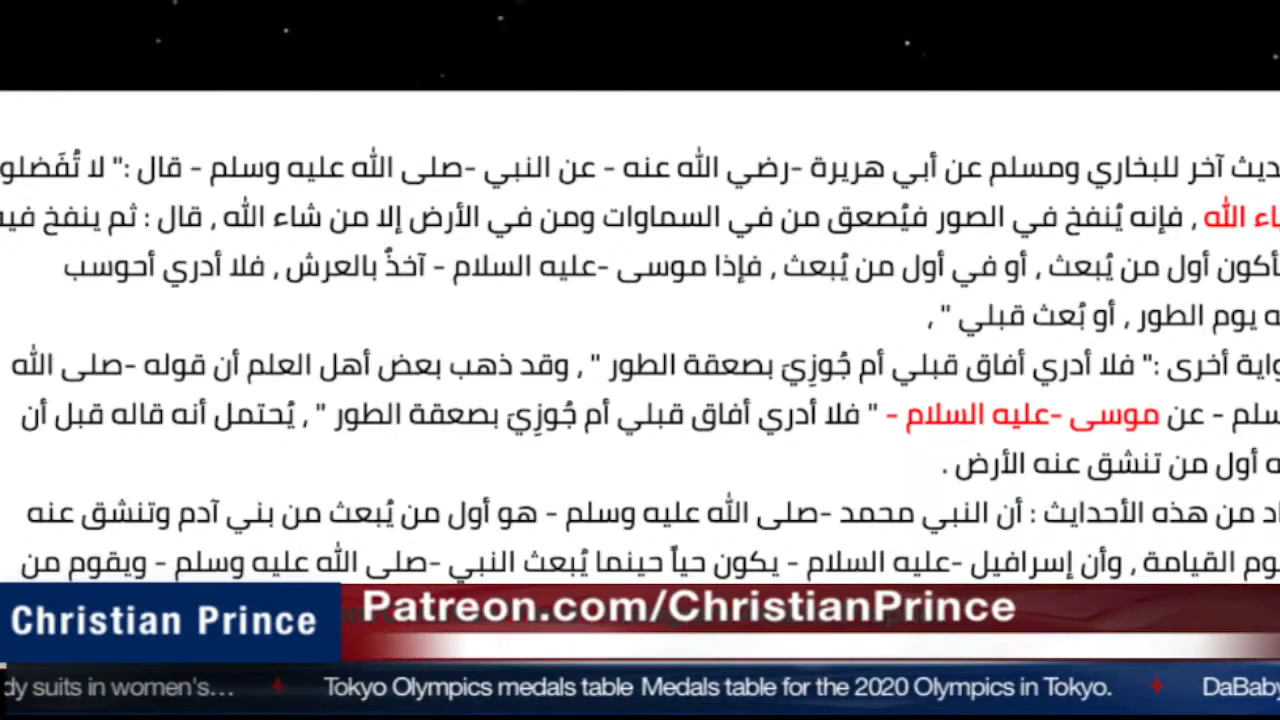 ديث آخر للبخاري ومسلم عن أبي هريرة -رضي الله عنه - عن النبي -صلى الله عليه وسلم - قال :" لا تُفَضلو
ء الله , فإنه يُنفخ في الصور فيُصعق من في السماوات ومن في الأرض إلا من شاء الله , قال : ثم ينفخ فيه
أكون أول من يُبعث , أو في أول من يُبعث , فإذا موسى -عليه السلام - آخذٌ بالعرش , فلا أدري أحوسب
ه يوم الطور , أو بُعث قبلي " ,
واية أخرى :" فلا أدري أفاق قبلي أم جُوزِيَ بصعقة الطور " , وقد ذهب بعض أهل العلم أن قوله -صلى الله
سلم - عن موسى -عليه السلام - " فلا أدري أفاق قبلي أم جُوزِيَ بصعقة الطور " , يُحتمل أنه قاله قبل أن
ه أول من تنشق عنه الأرض .
اد من هذه الأحاديث : أن النبي محمد -صلى الله عليه وسلم - هو أول من يُبعث من بني آدم وتنشق عنه
وم القيامة , وأن إسرافيل -عليه السلام - يكون حياً حينما يُبعث النبي -صلى الله عليه وسلم - ويقوم من
Christian Prince
Patreon.com/ChristianPrince
dy suits in women's… Tokyo Olympics medals table Medals table for the 2020 Olympics in Tokyo. DaBaby